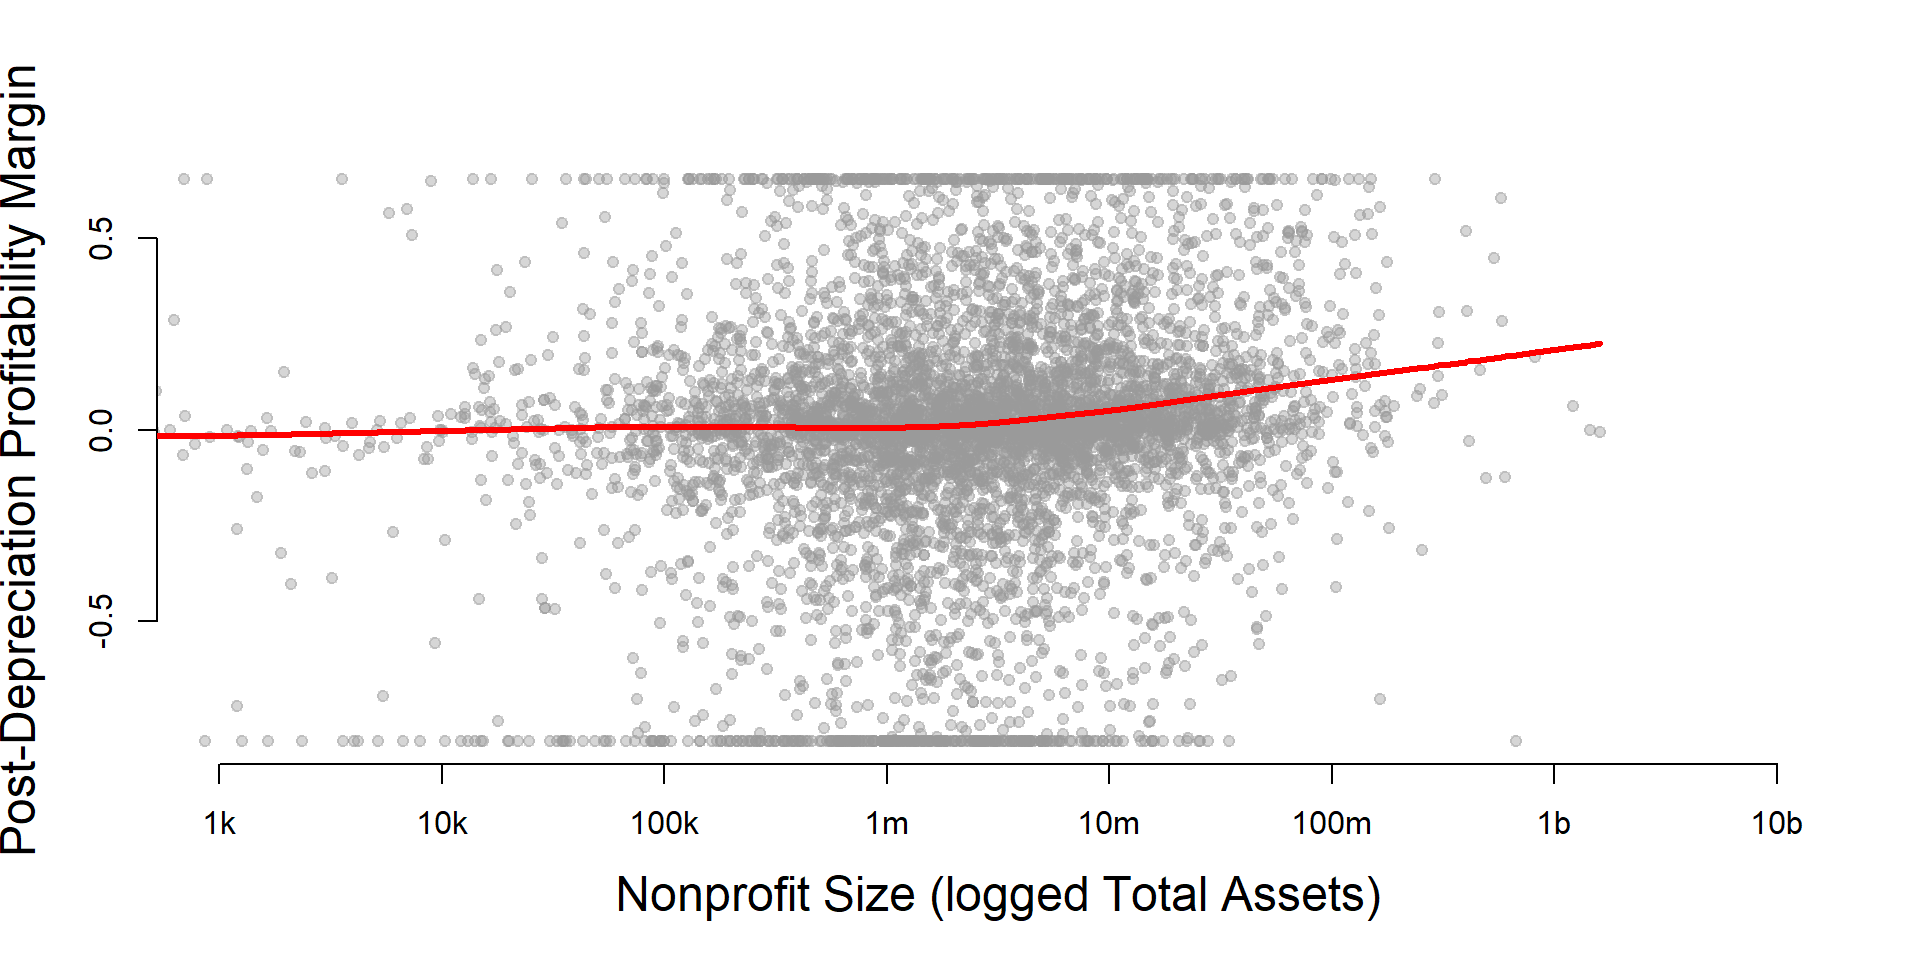 Post-Depreciation Profitability Margin
0.5
0.0
-0.5
1k 10k 100k 1m 10m 100m 1b 10b
Nonprofit Size (logged Total Assets)